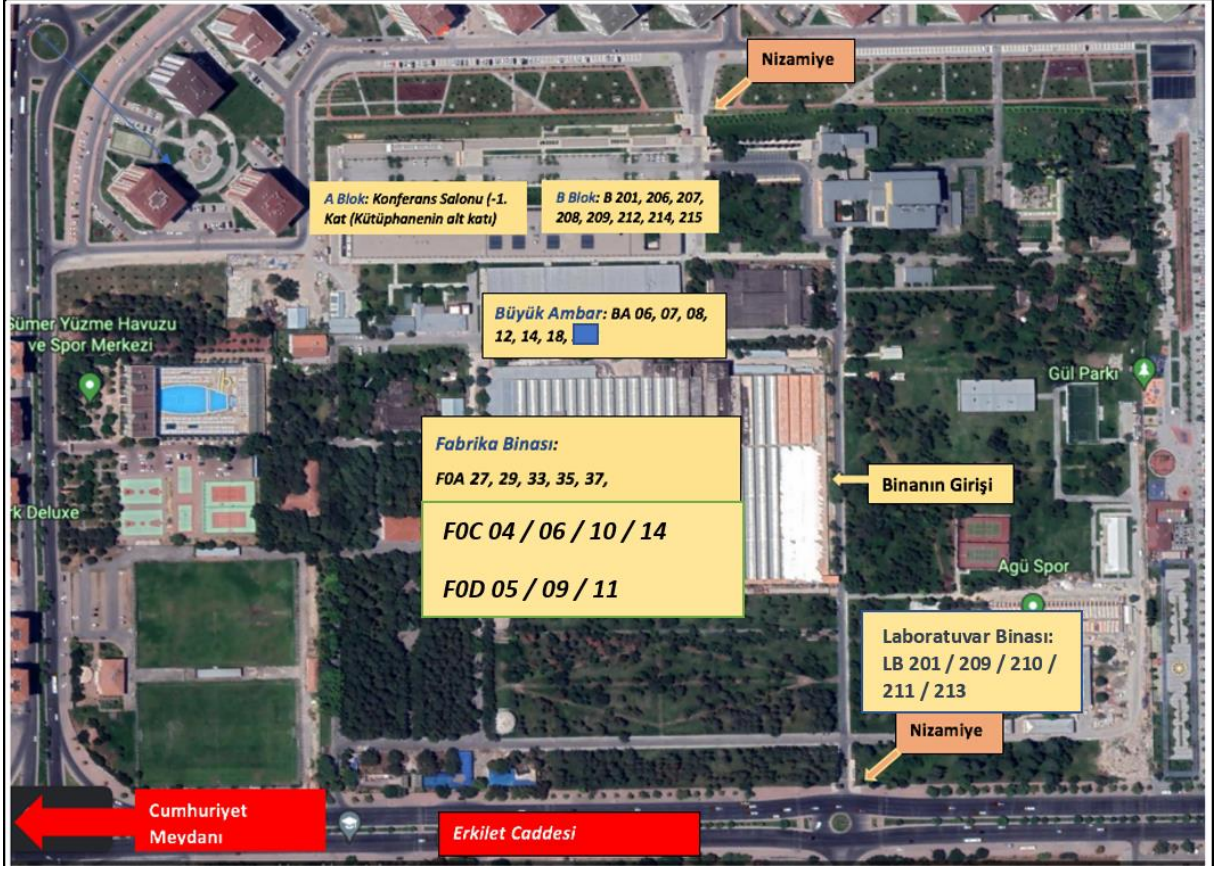 Nizamiye
A Blok: Konferans Salonu (-1.
Kat (Kütüphanenin alt katı)
B Blok: B 201, 206, 207,
208, 209, 212, 214, 215
Büyük Ambar: BA 06, 07, 08,
12, 14, 18,
Sümer Yüzme Havuzu
ve Spor Merkezi
Gül Parkı
Fabrika Binası:
F0A 27, 29, 33, 35, 37,
Binanın Girişi
F0C 04 / 06 / 10 / 14
F0D 05 / 09 / 11
Deluxe
Agü Spor
Laboratuvar Binası:
LB 201 / 209 / 210 /
211 / 213
Nizamiye
Cumhuriyet
Meydanı
Erkilet Caddesi